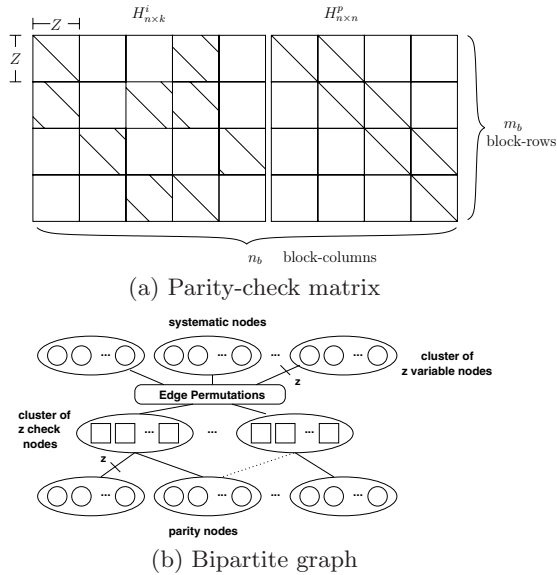 Z
H^i_{n×k}
H^p_{n×n}
Z
m_b
block-rows
n_b block-columns
(a) Parity-check matrix
systematic nodes
... ... ... ...
z
cluster of
z variable nodes
Edge Permutations
cluster of
z check
nodes
... ... ...
z
... ... ... ...
parity nodes
(b) Bipartite graph